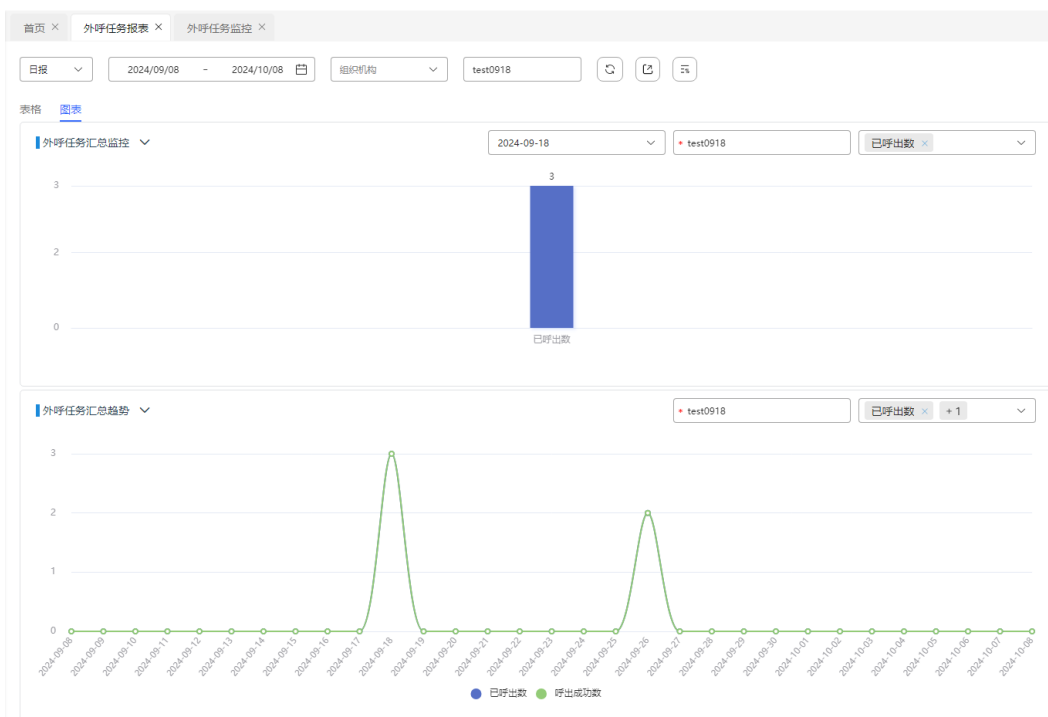 首页 × 外呼任务报表 × 外呼任务监控 ×
日报 2024/09/08 - 2024/10/08 组织机构 test0918
表格 图表
外呼任务汇总监控 2024-09-18 * test0918 已呼出数 ×
3
3
2
0
已呼出数
外呼任务汇总趋势 * test0918 已呼出数 × + 1
3
2
1
0
2024-09-08 2024-09-09 2024-09-10 2024-09-11 2024-09-12 2024-09-13 2024-09-14 2024-09-15 2024-09-16 2024-09-17 2024-09-18 2024-09-19 2024-09-20 2024-09-21 2024-09-22 2024-09-23 2024-09-24 2024-09-25 2024-09-26 2024-09-27 2024-09-28 2024-09-29 2024-09-30 2024-10-01 2024-10-02 2024-10-03 2024-10-04 2024-10-05 2024-10-06 2024-10-07 2024-10-08
已呼出数 呼出成功数